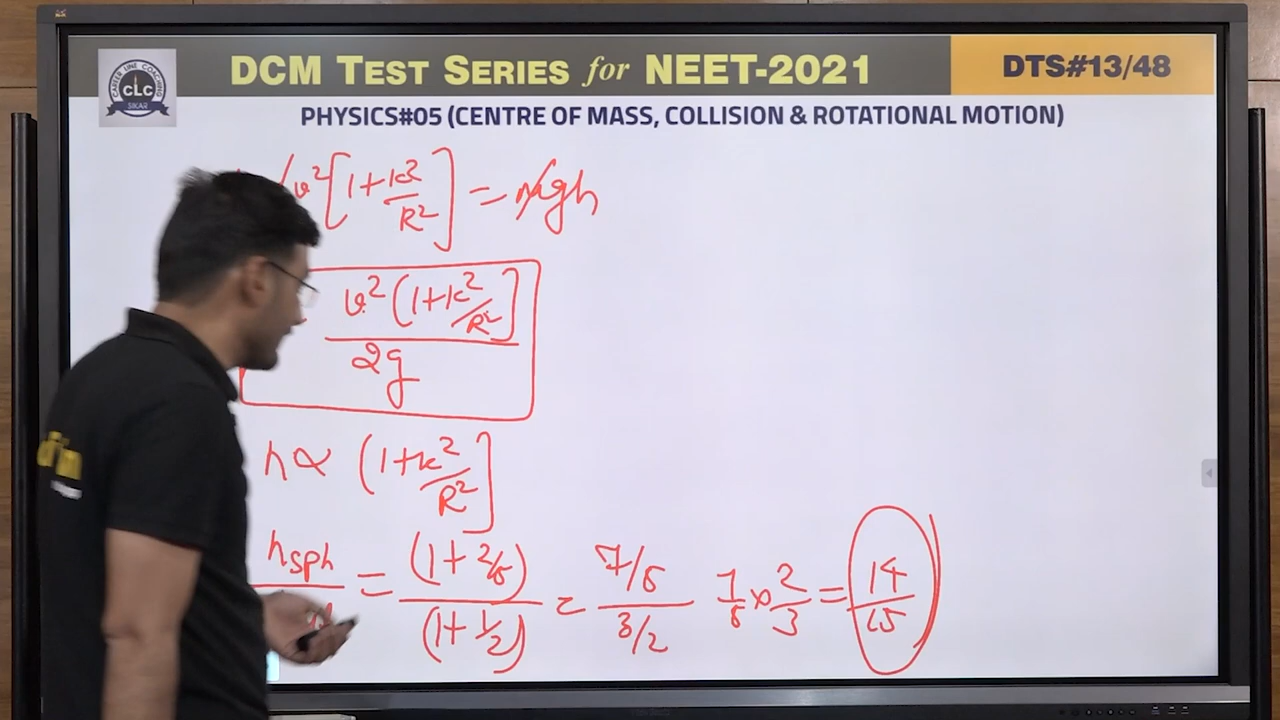 CAREER LINE COACHING
CLC
SIKAR
DCM TEST SERIES for NEET-2021
DTS#13/48
PHYSICS#05 (CENTRE OF MASS, COLLISION & ROTATIONAL MOTION)
v²[1+k²/R²] = mgh
v²(1+k²/R²]
2g
h∝ (1+k²/R²]
hsph = (1+2/5)/(1+1/2) = 7/5/3/2 7/5×2/3 = 14/15